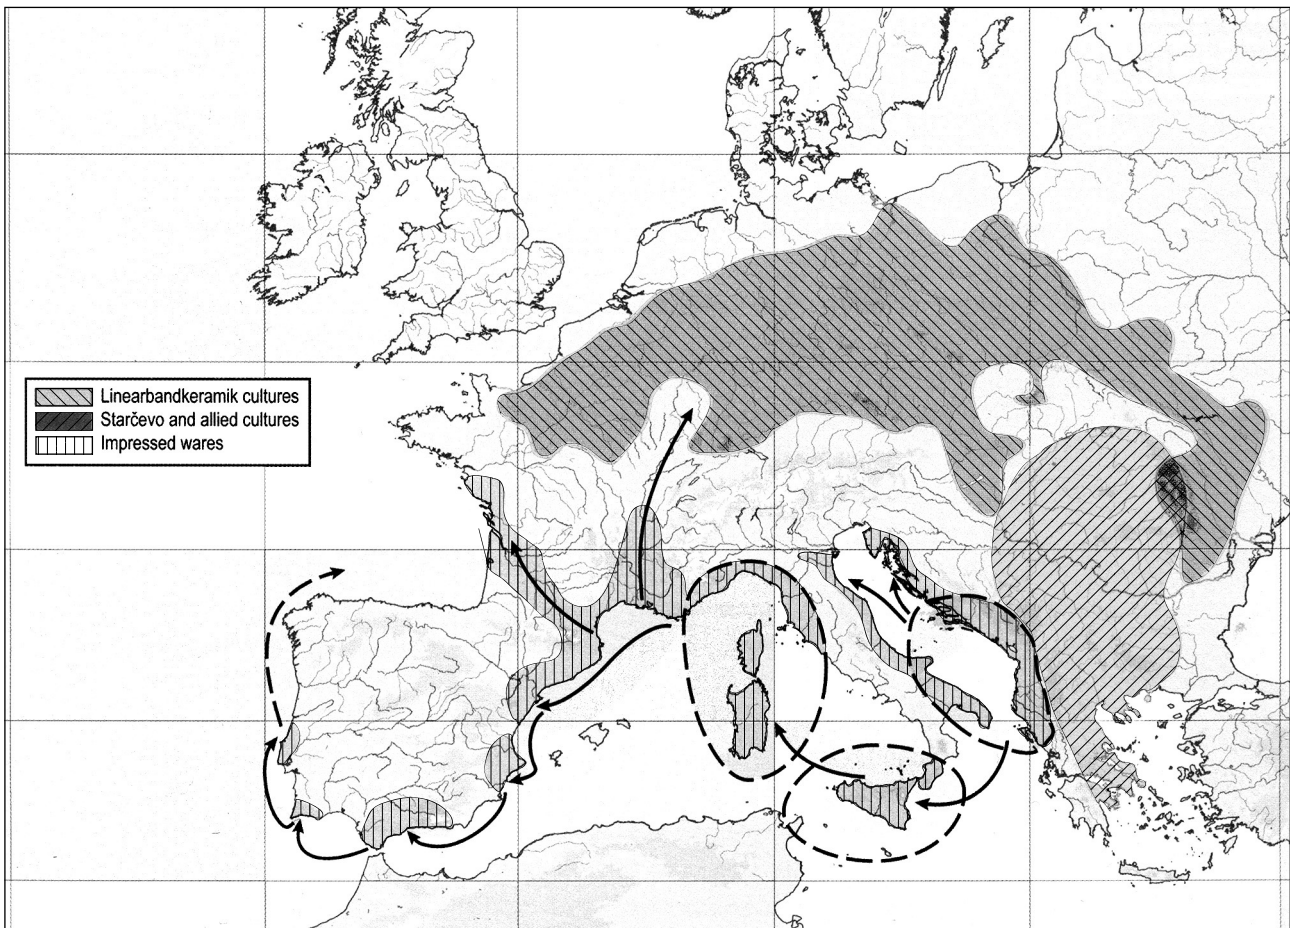 Linearbandkeramik cultures
Starčevo and allied cultures
Impressed wares